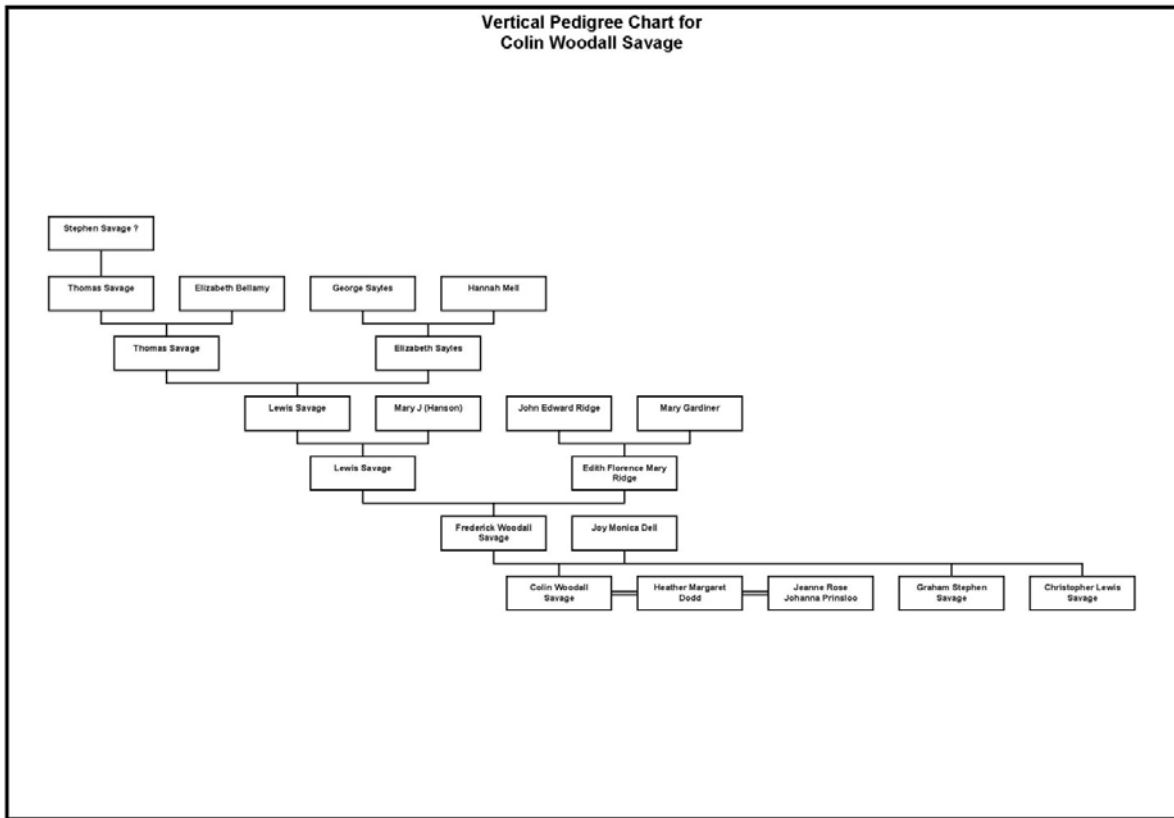 Vertical Pedigree Chart for
Colin Woodall Savage
Stephen Savage ?
Thomas Savage
Elizabeth Bellamy
George Sayles
Hannah Mell
Thomas Savage
Elizabeth Sayles
Lewis Savage
Mary J (Hanson)
John Edward Ridge
Mary Gardiner
Lewis Savage
Edith Florence Mary
Ridge
Frederick Woodall
Savage
Joy Monica Dell
Colin Woodall
Savage
Heather Margaret
Dodd
Jeanne Rose
Johanna Prinsloo
Graham Stephen
Savage
Christopher Lewis
Savage